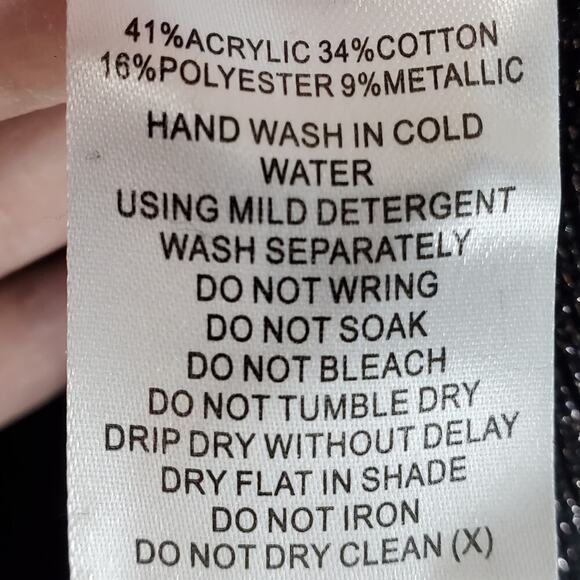 41%ACRYLIC 34%COTTON
16%POLYESTER 9%METALLIC
HAND WASH IN COLD
WATER
USING MILD DETERGENT
WASH SEPARATELY
DO NOT WRING
DO NOT SOAK
DO NOT BLEACH
DO NOT TUMBLE DRY
DRIP DRY WITHOUT DELAY
DRY FLAT IN SHADE
DO NOT IRON
DO NOT DRY CLEAN (X)